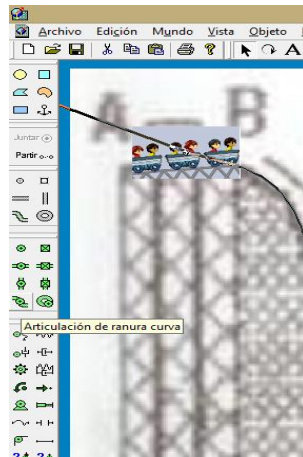 Archivo Edición Mundo Vista Objeto
A
A B
Juntar
Partir
Articulación de ranura curva